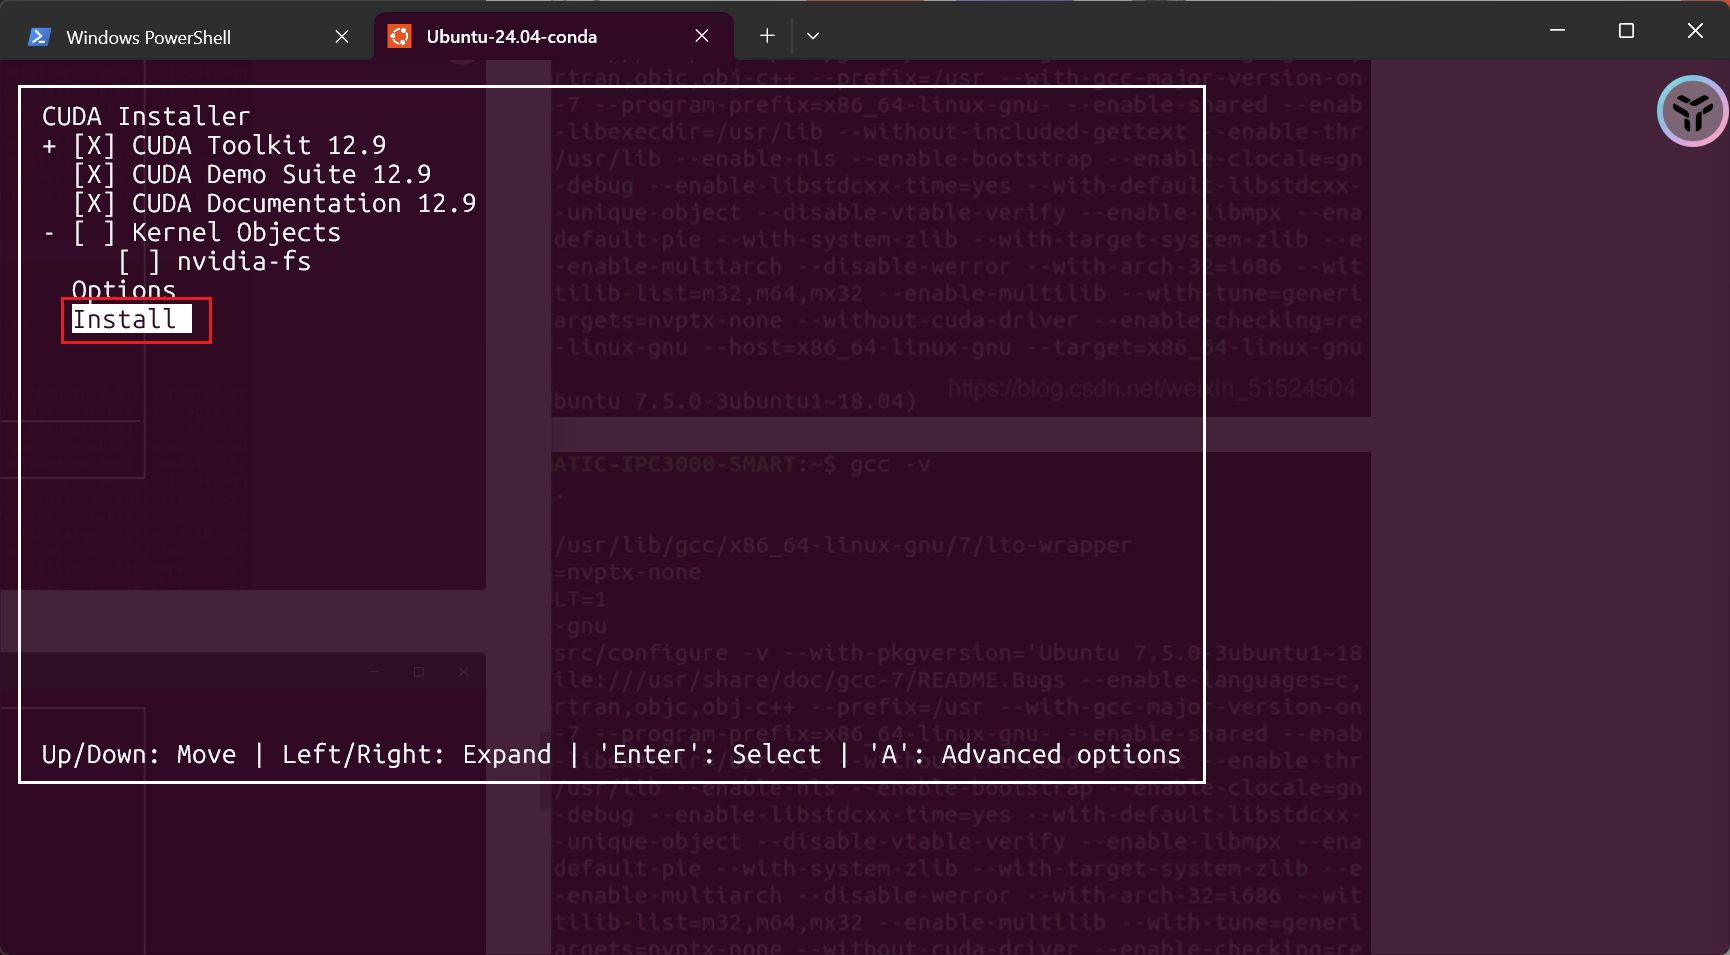 Windows PowerShell
Ubuntu-24.04-conda
CUDA Installer
+ [X] CUDA Toolkit 12.9
[X] CUDA Demo Suite 12.9
[X] CUDA Documentation 12.9
- [ ] Kernel Objects
[ ] nvidia-fs
Options
Install
Up/Down: Move | Left/Right: Expand | 'Enter': Select | 'A': Advanced options
rtran,objc,obj-c++ --prefix=/usr --with-gcc-major-version-on
-7 --program-prefix=x86_64-linux-gnu- --enable-shared --enab
-libexecdir=/usr/lib --without-included-gettext --enable-thr
/usr/lib --enable-nls --enable-bootstrap --enable-clocale=gn
-debug --enable-libstdcxx-time=yes --with-default-libstdcxx-
-unique-object --disable-vtable-verify --enable-libmpx --ena
default-pie --with-system-zlib --with-target-system-zlib --e
-enable-multiarch --disable-werror --with-arch-32=i686 --wit
tilib-list=m32,m64,mx32 --enable-multilib --with-tune=generi
argets=nvptx-none --without-cuda-driver --enable-checking=re
-linux-gnu --host=x86_64-linux-gnu --target=x86_64-linux-gnu
https://blog.csdn.net/weixin_51524504
buntu 7.5.0-3ubuntu1~18.04)
ATIC-IPC3000-SMART:~$ gcc -v
.
/usr/lib/gcc/x86_64-linux-gnu/7/lto-wrapper
=nvptx-none
LT=1
-gnu
src/configure -v --with-pkgversion='Ubuntu 7.5.0-3ubuntu1~18
ile:///usr/share/doc/gcc-7/README.Bugs --enable-languages=c,
rtran,objc,obj-c++ --prefix=/usr --with-gcc-major-version-on
-7 --program-prefix=x86_64-linux-gnu- --enable-shared --enab
-libexecdir=/usr/lib --without-included-gettext --enable-thr
/usr/lib --enable-nls --enable-bootstrap --enable-clocale=gn
-debug --enable-libstdcxx-time=yes --with-default-libstdcxx-
-unique-object --disable-vtable-verify --enable-libmpx --ena
default-pie --with-system-zlib --with-target-system-zlib --e
-enable-multiarch --disable-werror --with-arch-32=i686 --wit
tilib-list=m32,m64,mx32 --enable-multilib --with-tune=generi
argets=nvptx-none --without-cuda-driver --enable-checking=re